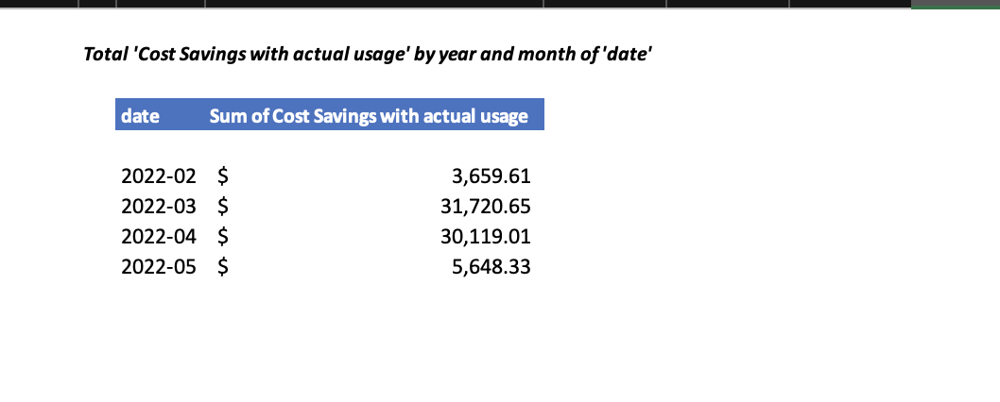 Total 'Cost Savings with actual usage' by year and month of 'date'
date Sum of Cost Savings with actual usage
2022-02 $ 3,659.61
2022-03 $ 31,720.65
2022-04 $ 30,119.01
2022-05 $ 5,648.33